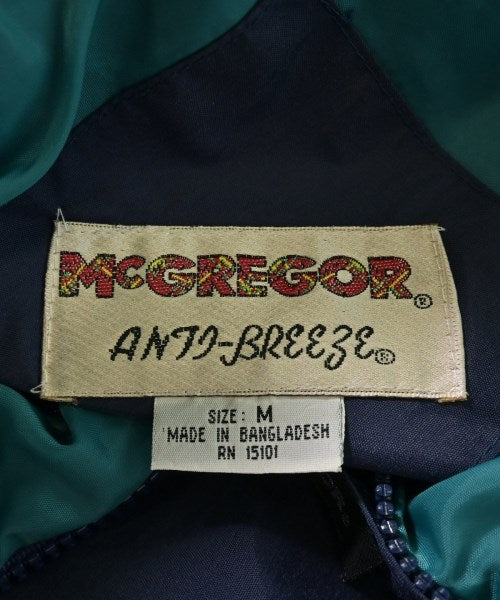 McGREGOR®
ANTI-BREEZE®
SIZE: M
MADE IN BANGLADESH
RN 15101